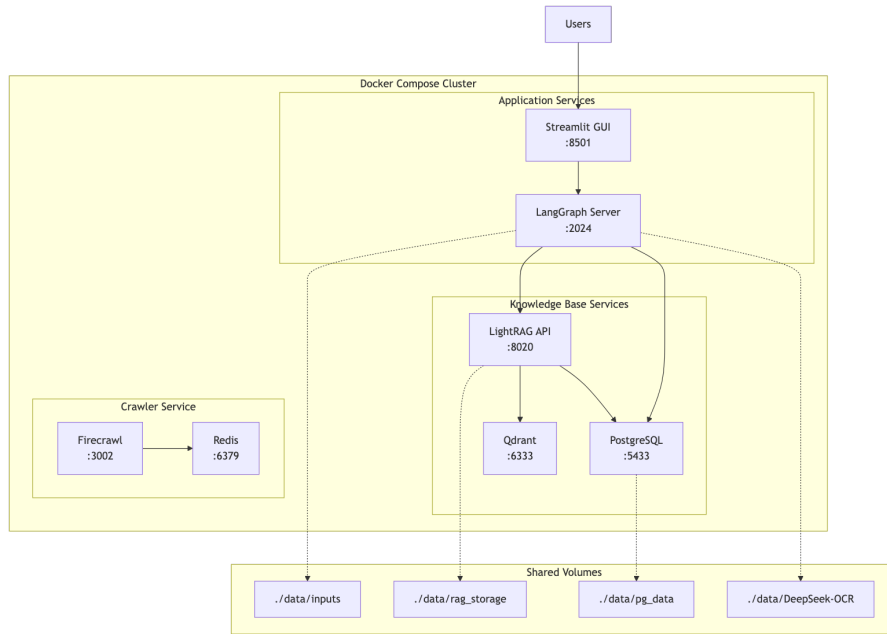 Users
Docker Compose Cluster
Application Services
Streamlit GUI
:8501
LangGraph Server
:2024
Knowledge Base Services
LightRAG API
:8020
Crawler Service
Firecrawl
:3002
Redis
:6379
Qdrant
:6333
PostgreSQL
:5433
Shared Volumes
./data/inputs
./data/rag_storage
./data/pg_data
./data/DeepSeek-OCR